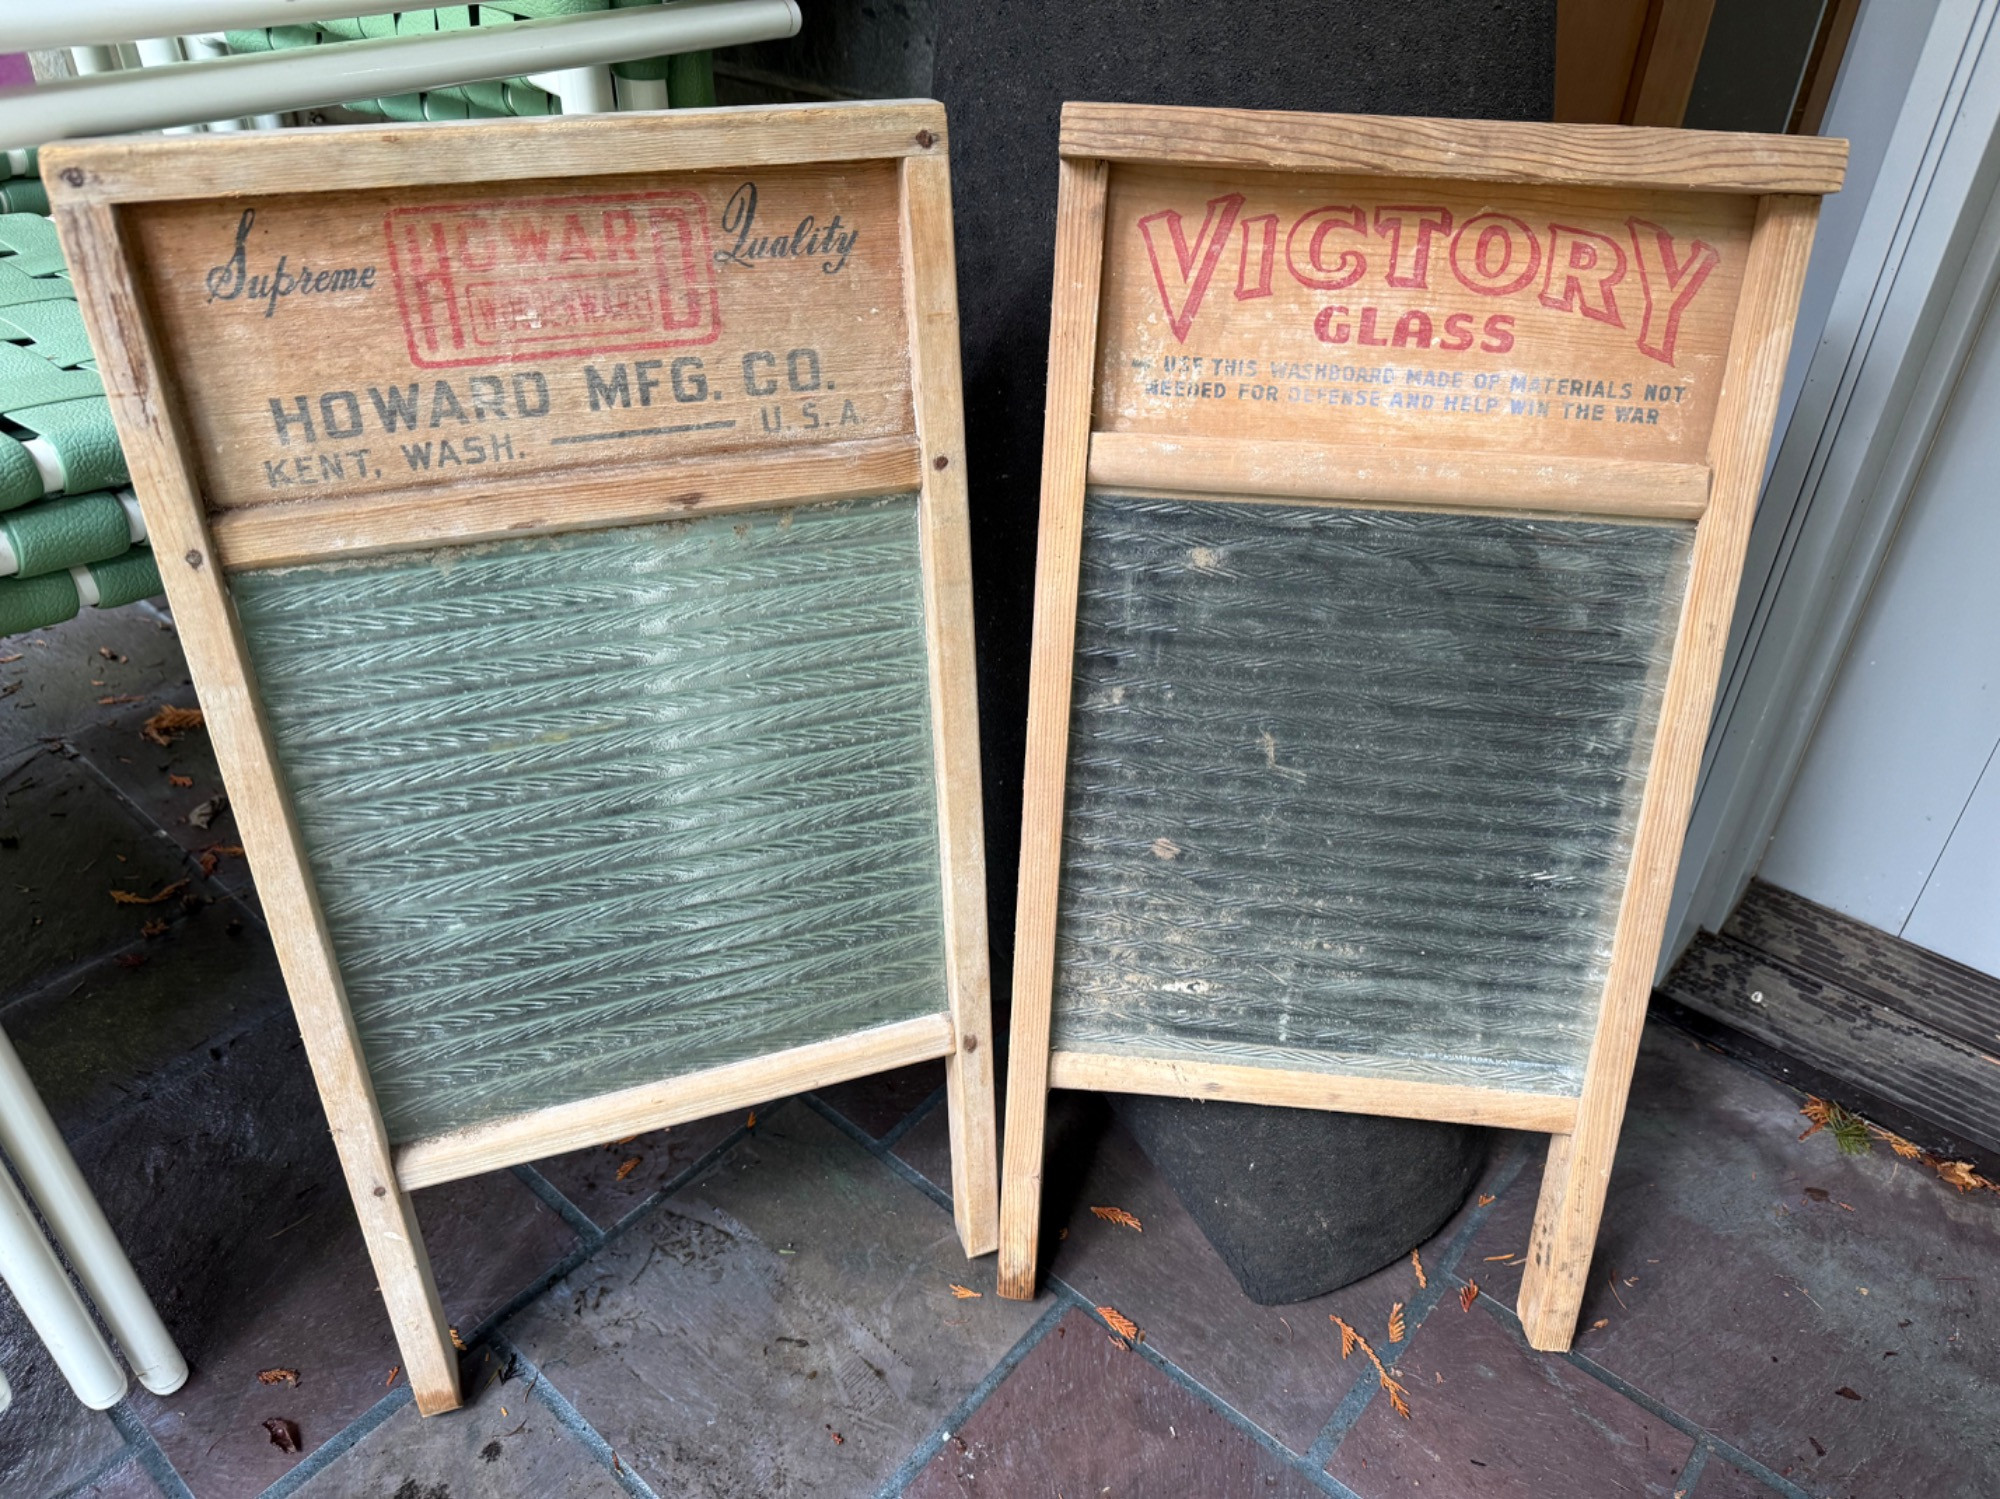 Supreme HOWARD Quality
WOODENWARE
HOWARD MFG. CO.
KENT, WASH. U.S.A.
VICTORY
GLASS
USE THIS WASHBOARD MADE OF MATERIALS NOT
NEEDED FOR DEFENSE AND HELP WIN THE WAR